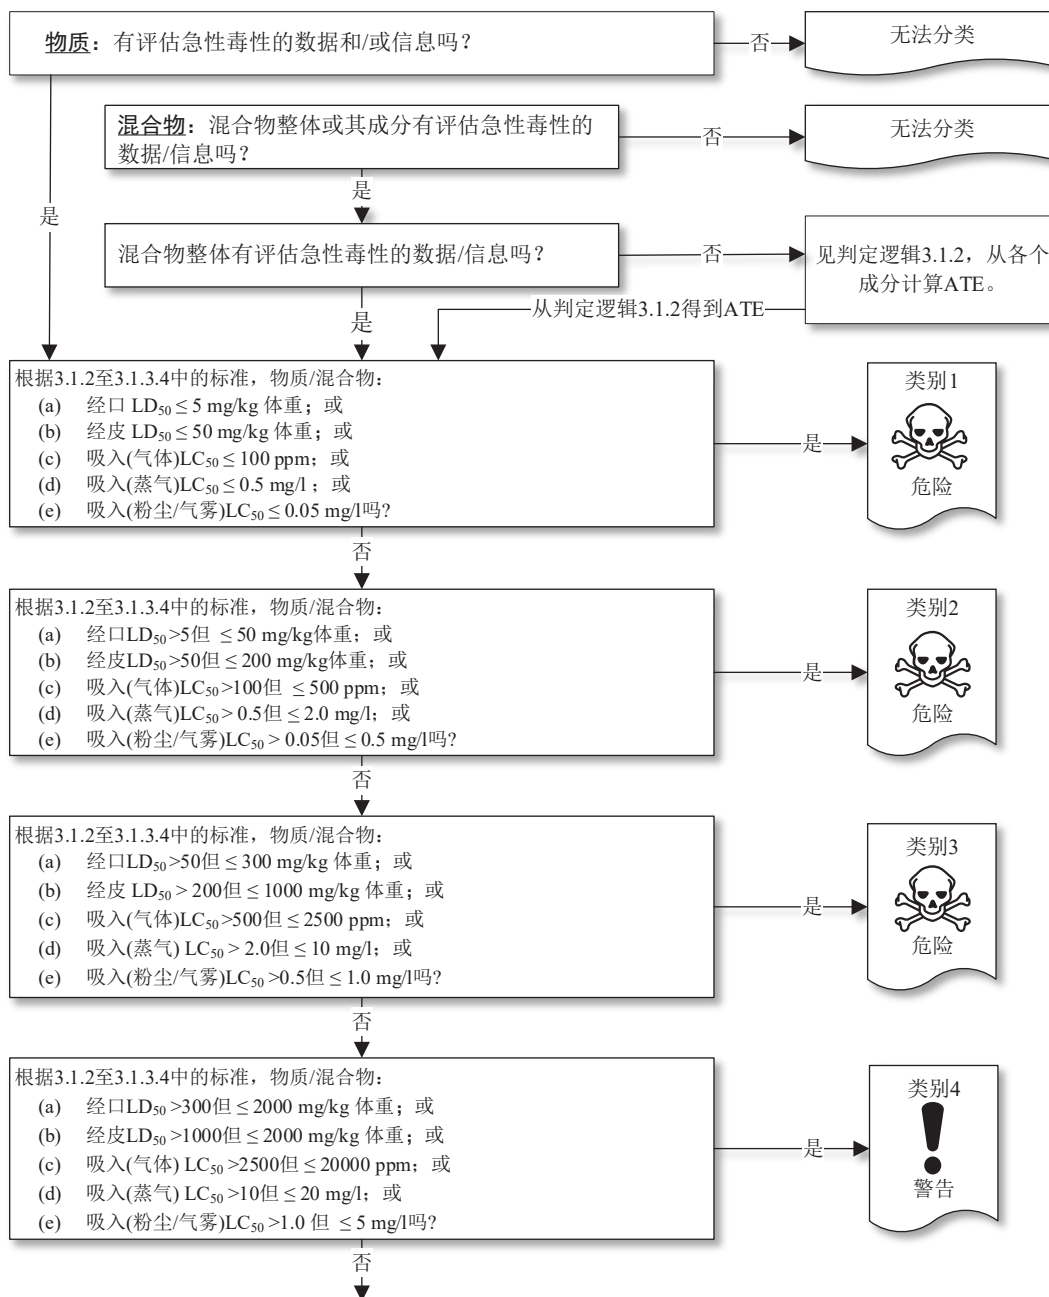 物质：有评估急性毒性的数据和/或信息吗？
否
无法分类
混合物：混合物整体或其成分有评估急性毒性的
数据/信息吗？
否
无法分类
是
是
混合物整体有评估急性毒性的数据/信息吗？
否
见判定逻辑3.1.2，从各个
成分计算ATE。
从判定逻辑3.1.2得到ATE
是
根据3.1.2至3.1.3.4中的标准，物质/混合物：
(a) 经口 LD₅₀ ≤ 5 mg/kg 体重；或
(b) 经皮 LD₅₀ ≤ 50 mg/kg 体重；或
(c) 吸入(气体)LC₅₀ ≤ 100 ppm；或
(d) 吸入(蒸气)LC₅₀ ≤ 0.5 mg/l；或
(e) 吸入(粉尘/气雾)LC₅₀ ≤ 0.05 mg/l吗?
是
类别1
危险
否
根据3.1.2至3.1.3.4中的标准，物质/混合物：
(a) 经口LD₅₀ >5但 ≤ 50 mg/kg体重；或
(b) 经皮LD₅₀ >50但 ≤ 200 mg/kg体重；或
(c) 吸入(气体)LC₅₀ >100但 ≤ 500 ppm；或
(d) 吸入(蒸气)LC₅₀ > 0.5但 ≤ 2.0 mg/l；或
(e) 吸入(粉尘/气雾)LC₅₀ > 0.05但 ≤ 0.5 mg/l吗?
是
类别2
危险
否
根据3.1.2至3.1.3.4中的标准，物质/混合物：
(a) 经口LD₅₀ >50但 ≤ 300 mg/kg 体重；或
(b) 经皮 LD₅₀ > 200但 ≤ 1000 mg/kg 体重；或
(c) 吸入(气体)LC₅₀ >500但 ≤ 2500 ppm；或
(d) 吸入(蒸气) LC₅₀ > 2.0但 ≤ 10 mg/l；或
(e) 吸入(粉尘/气雾)LC₅₀ >0.5但 ≤ 1.0 mg/l吗?
是
类别3
危险
否
根据3.1.2至3.1.3.4中的标准，物质/混合物：
(a) 经口LD₅₀ >300但 ≤ 2000 mg/kg 体重；或
(b) 经皮LD₅₀ >1000但 ≤ 2000 mg/kg 体重；或
(c) 吸入(气体) LC₅₀ >2500但 ≤ 20000 ppm；或
(d) 吸入(蒸气) LC₅₀ >10但 ≤ 20 mg/l；或
(e) 吸入(粉尘/气雾)LC₅₀ >1.0 但 ≤ 5 mg/l吗?
是
类别4
警告
否